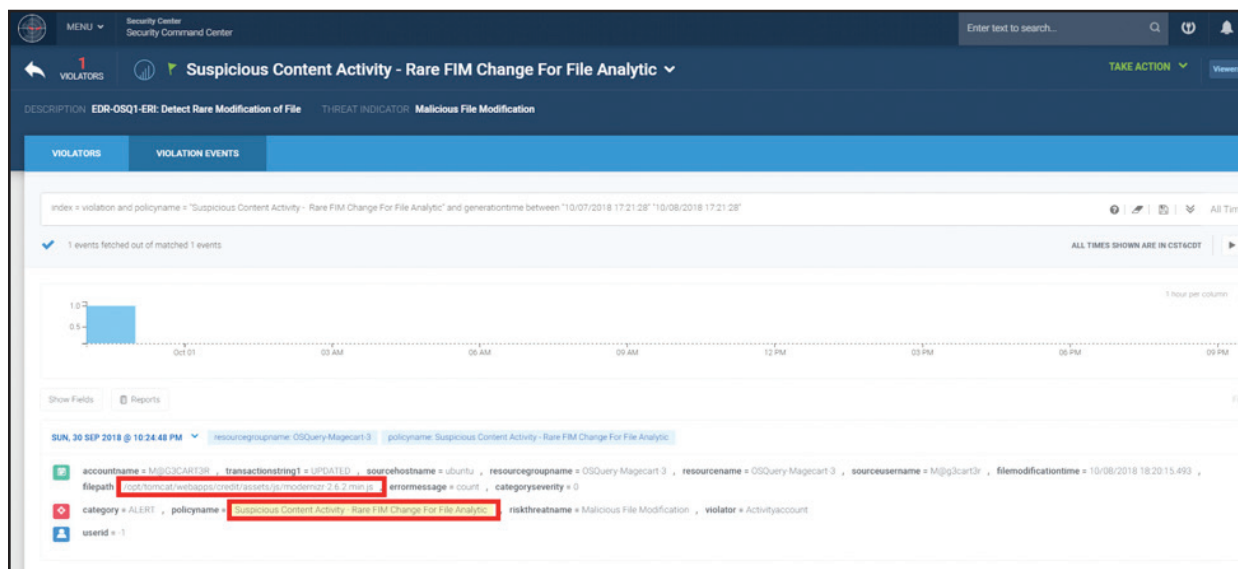 MENU
Security Center
Security Command Center
Enter text to search...
1
VIOLATORS
Suspicious Content Activity - Rare FIM Change For File Analytic
TAKE ACTION
Viewer
DESCRIPTION EDR-OSQ1-ERI: Detect Rare Modification of File THREAT INDICATOR Malicious File Modification
VIOLATORS VIOLATION EVENTS
index = violation and policyname = "Suspicious Content Activity - Rare FIM Change For File Analytic" and generationtime between "10/07/2018 17:21:28" "10/08/2018 17:21:28"
All Tim
1 events fetched out of matched 1 events
ALL TIMES SHOWN ARE IN CST6CDT
1 hour per column
1.0
0.5
Oct 01 03 AM 06 AM 09 AM 12 PM 03 PM 06 PM 09 PM
Show Fields Reports
SUN, 30 SEP 2018 @ 10:24:48 PM resourcegroupname: OSQuery-Magecart-3 policyname: Suspicious Content Activity - Rare FIM Change For File Analytic
accountname = M@G3CART3R , transactionstring1 = UPDATED , sourcehostname = ubuntu , resourcegroupname = OSQuery-Magecart-3 , resourcename = OSQuery-Magecart-3 , sourceusername = M@g3cart3r , filemodificationtime = 10/08/2018 18:20:15.493 ,
filepath /opt/tomcat/webapps/credit/assets/js/modernizr-2.6.2.min.js , errormessage = count , categoryseverity = 0
category = ALERT , policyname = Suspicious Content Activity - Rare FIM Change For File Analytic , riskthreatname = Malicious File Modification , violator = Activityaccount
userid = -1